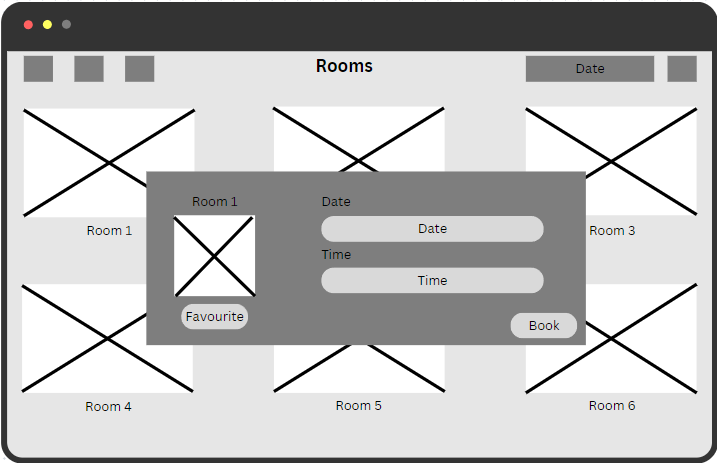 Rooms
Date
Room 1
Room 3
Room 1
Favourite
Date
Date
Time
Time
Book
Room 4
Room 5
Room 6